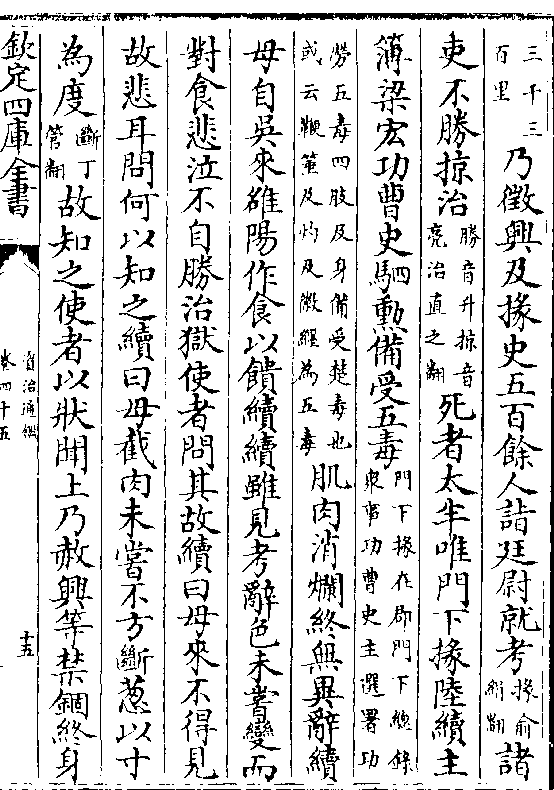 三千三百里乃徵興及掾史五百餘人詣廷尉就考掾俞絹翻諸
吏不勝掠治勝音升掠音亮治直之翻死者太半唯門下掾陸續主
簿梁宏功曹史駟勲備受五毒門下掾在郡門下總録衆事功曹史主選署功
勞五毒四肢及身備受楚毒也或云鞭箠及灼及徽纆為五毒肌肉消爛終無異辭續
母自吳來雒陽作食以饋續續雖見考辭色未嘗變而
對食悲泣不自勝治獄使者問其故續曰母來不得見
故悲耳問何以知之續曰母截肉未嘗不方斷葱以寸
為度斷丁管翻故知之使者以狀聞上乃赦興等禁錮終身
欽定四庫全書
資治通鑑
卷四十五
十五